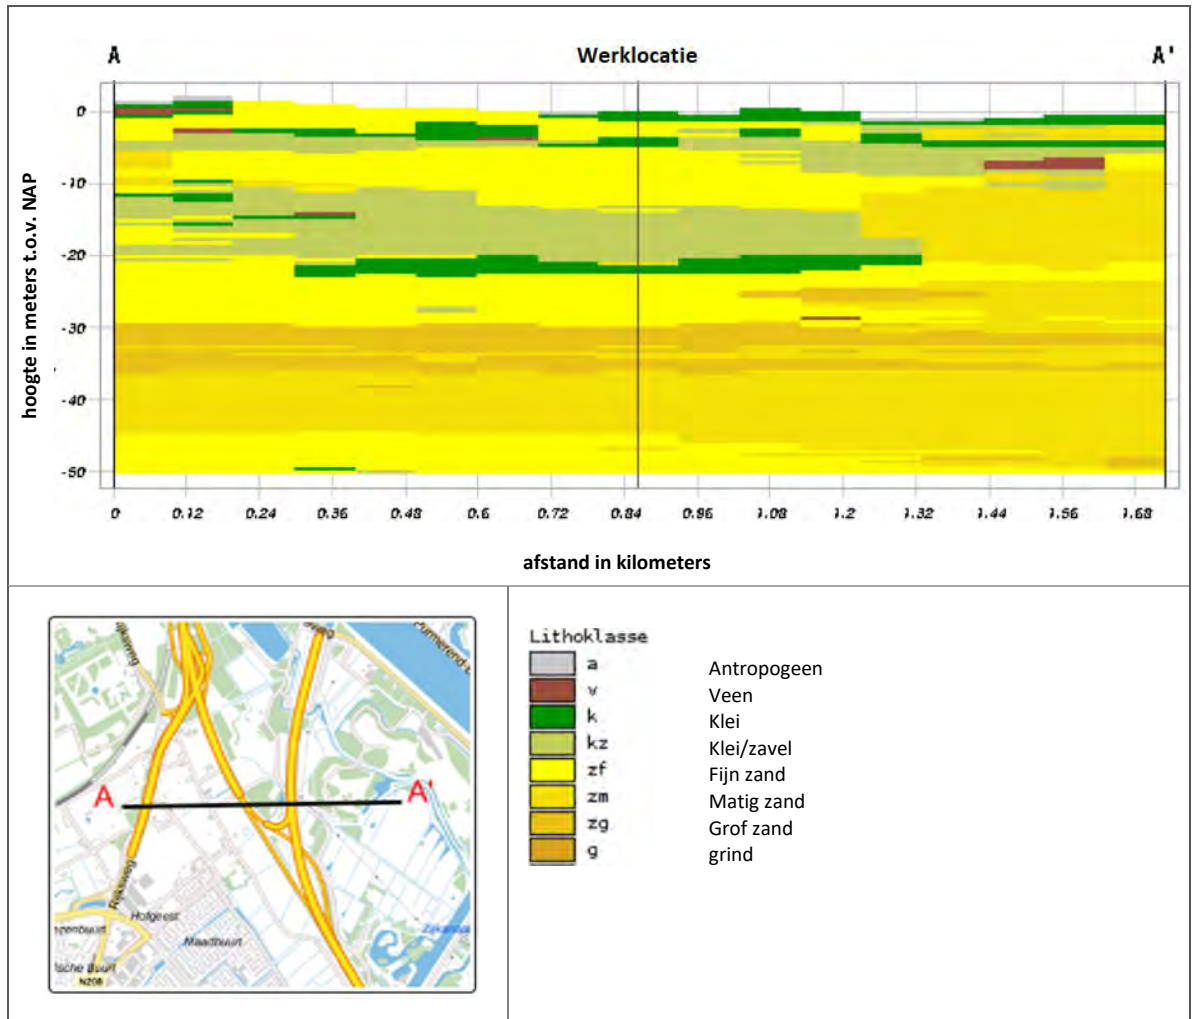 A Werklocatie A'
hoogte in meters t.o.v. NAP
0
-10
-20
-30
-40
-50
0 0.12 0.24 0.36 0.48 0.6 0.72 0.84 0.96 1.08 1.2 1.32 1.44 1.56 1.68
afstand in kilometers
Rijksweg
A
A'
Hofgeest
Maadbuurt
N208
Lithoklasse
a Antropogeen
v Veen
k Klei
kz Klei/zavel
zf Fijn zand
zm Matig zand
zg Grof zand
g grind